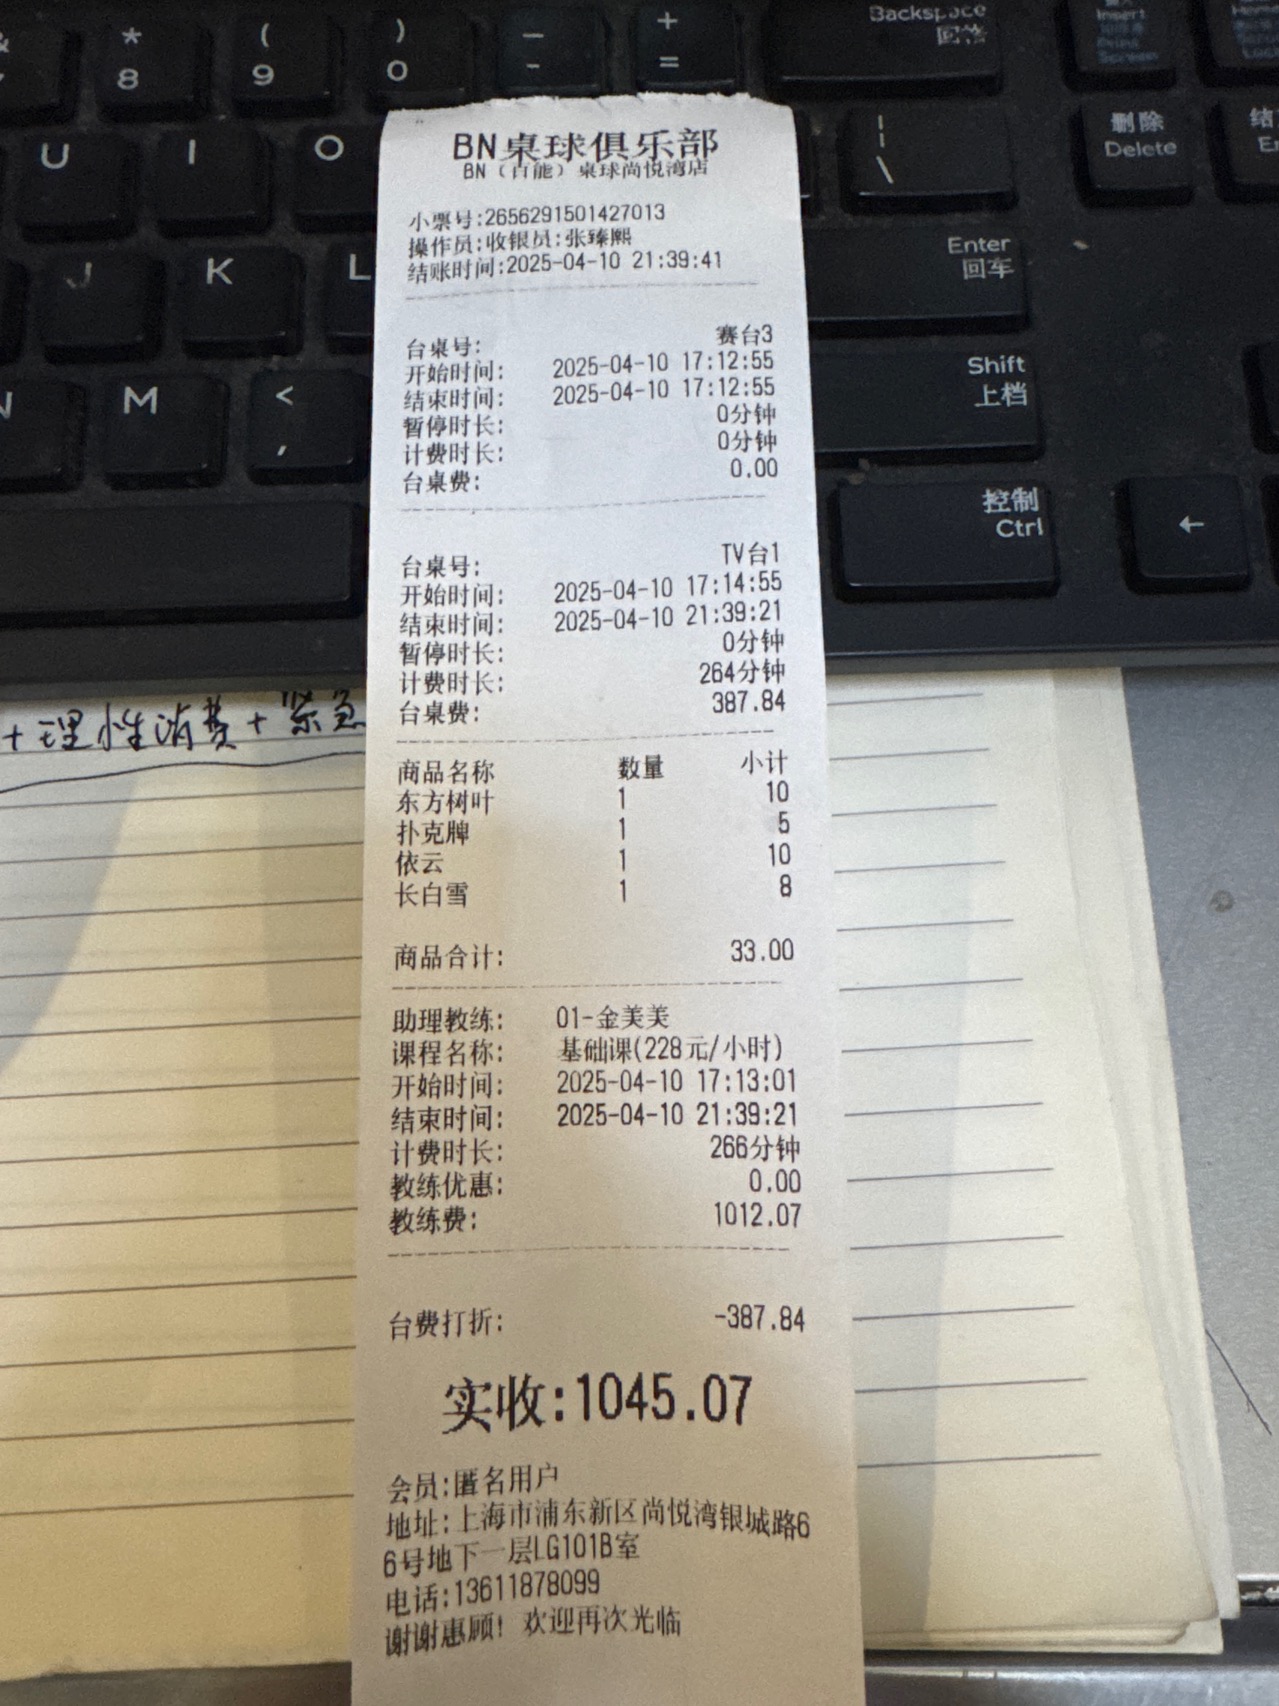 * 8
( 9
) 0
— -
+ =
Backspace
回格
Insert
U I O
| \
删除
Delete
J K L
Enter
回车
N M < ,
Shift
上档
控制
Ctrl
←
+理性消费+紧急
BN桌球俱乐部
BN（百能）桌球尚悦湾店
小票号:2656291501427013
操作员:收银员:张臻熙
结账时间:2025-04-10 21:39:41
台桌号: 赛台3
开始时间: 2025-04-10 17:12:55
结束时间: 2025-04-10 17:12:55
暂停时长: 0分钟
计费时长: 0分钟
台桌费: 0.00
台桌号: TV台1
开始时间: 2025-04-10 17:14:55
结束时间: 2025-04-10 21:39:21
暂停时长: 0分钟
计费时长: 264分钟
台桌费: 387.84
商品名称 数量 小计
东方树叶 1 10
扑克牌 1 5
依云 1 10
长白雪 1 8
商品合计: 33.00
助理教练: 01-金美美
课程名称: 基础课(228元/小时)
开始时间: 2025-04-10 17:13:01
结束时间: 2025-04-10 21:39:21
计费时长: 266分钟
教练优惠: 0.00
教练费: 1012.07
台费打折: -387.84
实收:1045.07
会员:匿名用户
地址:上海市浦东新区尚悦湾银城路6
6号地下一层LG101B室
电话:13611878099
谢谢惠顾! 欢迎再次光临